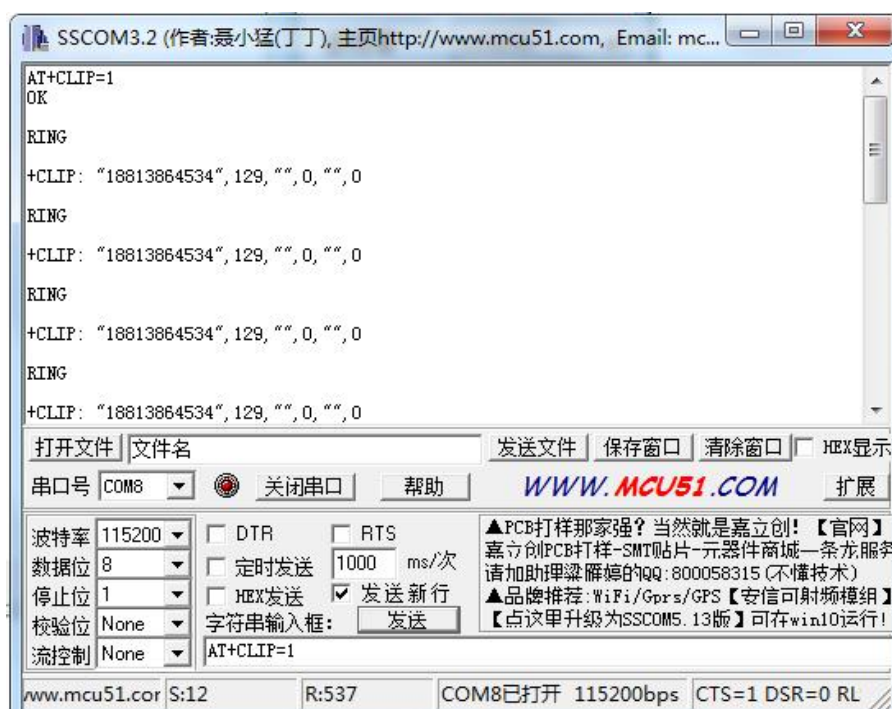 SSCOM3.2 (作者:聂小猛(丁丁), 主页http://www.mcu51.com, Email: mc...
AT+CLIP=1
OK
RING
+CLIP: "18813864534", 129, "", 0, "", 0
RING
+CLIP: "18813864534", 129, "", 0, "", 0
RING
+CLIP: "18813864534", 129, "", 0, "", 0
RING
+CLIP: "18813864534", 129, "", 0, "", 0
打开文件 文件名 发送文件 保存窗口 清除窗口 HEX显示
串口号 COM8 关闭串口 帮助 WWW.MCU51.COM 扩展
波特率 115200 DTR RTS
数据位 8 定时发送 1000 ms/次
停止位 1 HEX发送 发送新行
校验位 None 字符串输入框: 发送
流控制 None AT+CLIP=1
▲PCB打样那家强? 当然就是嘉立创! 【官网】
嘉立创PCB打样-SMT贴片-元器件商城—条龙服务
请加助理梁雁婷的QQ:800058315(不懂技术)
▲品牌推荐:WiFi/Gprs/GPS【安信可射频模组】
【点这里升级为SSCOM5.13版】可在win10运行!
www.mcu51.cor S:12 R:537 COM8已打开 115200bps CTS=1 DSR=0 RL